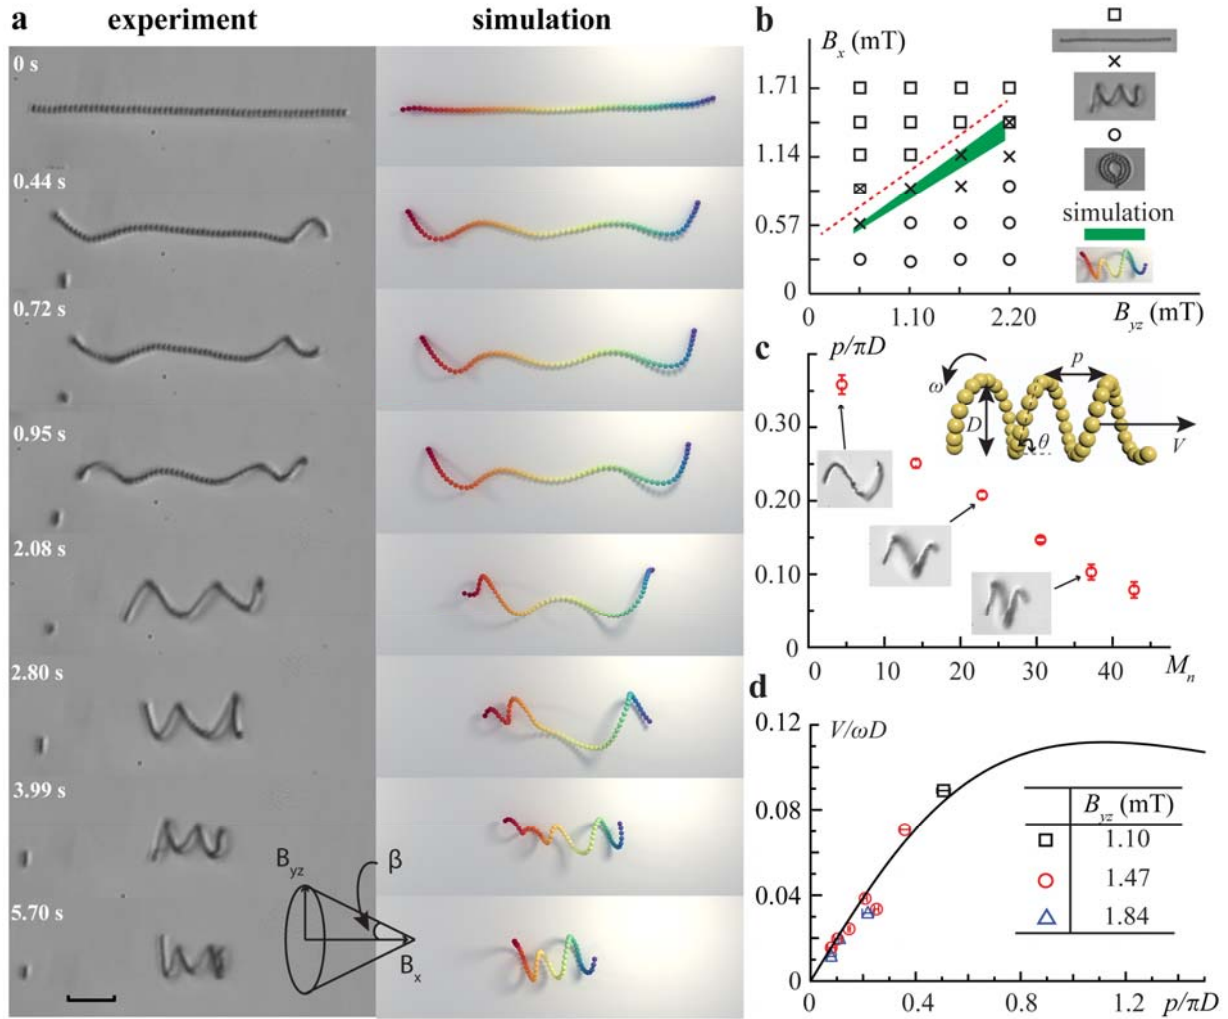 a experiment simulation
0 s
0.44 s
0.72 s
0.95 s
2.08 s
2.80 s
3.99 s
5.70 s
B_yz
β
B_x
b
B_x (mT)
1.71
1.14
0.57
0
0 1.10 2.20 B_yz (mT)
simulation
c
p/πD
0.30
0.20
0.10
0
0 10 20 30 40 M_n
ω
D
p
θ
V
d
V/ωD
0.12
0.08
0.04
0
0 0.4 0.8 1.2 p/πD
B_yz (mT)
1.10
1.47
1.84